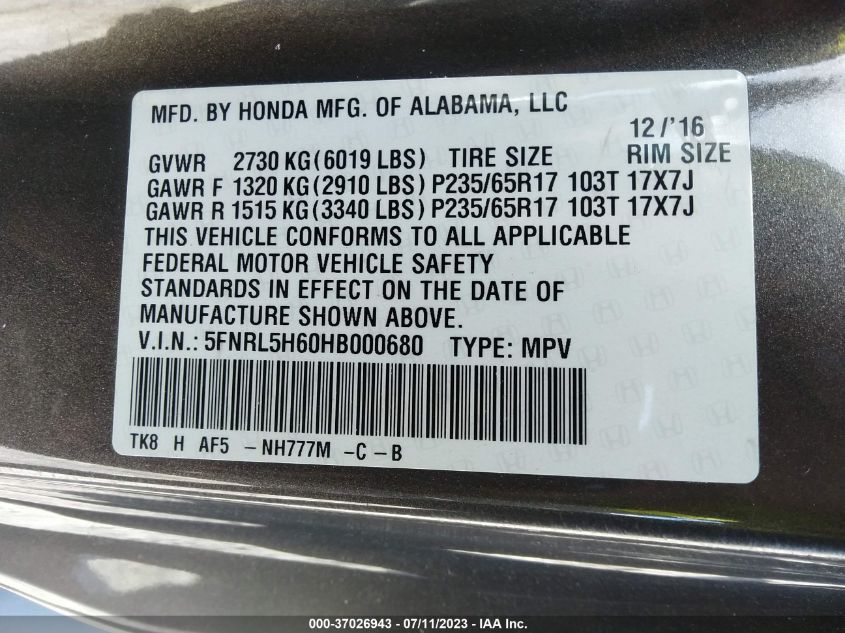 MFD. BY HONDA MFG. OF ALABAMA, LLC
12/'16
GVWR 2730 KG(6019 LBS) TIRE SIZE RIM SIZE
GAWR F 1320 KG(2910 LBS) P235/65R17 103T 17X7J
GAWR R 1515 KG(3340 LBS) P235/65R17 103T 17X7J
THIS VEHICLE CONFORMS TO ALL APPLICABLE
FEDERAL MOTOR VEHICLE SAFETY
STANDARDS IN EFFECT ON THE DATE OF
MANUFACTURE SHOWN ABOVE.
V.I.N.: 5FNRL5H60HB000680 TYPE: MPV
TK8 H AF5 -NH777M -C -B
000-37026943 - 07/11/2023 - IAA Inc.